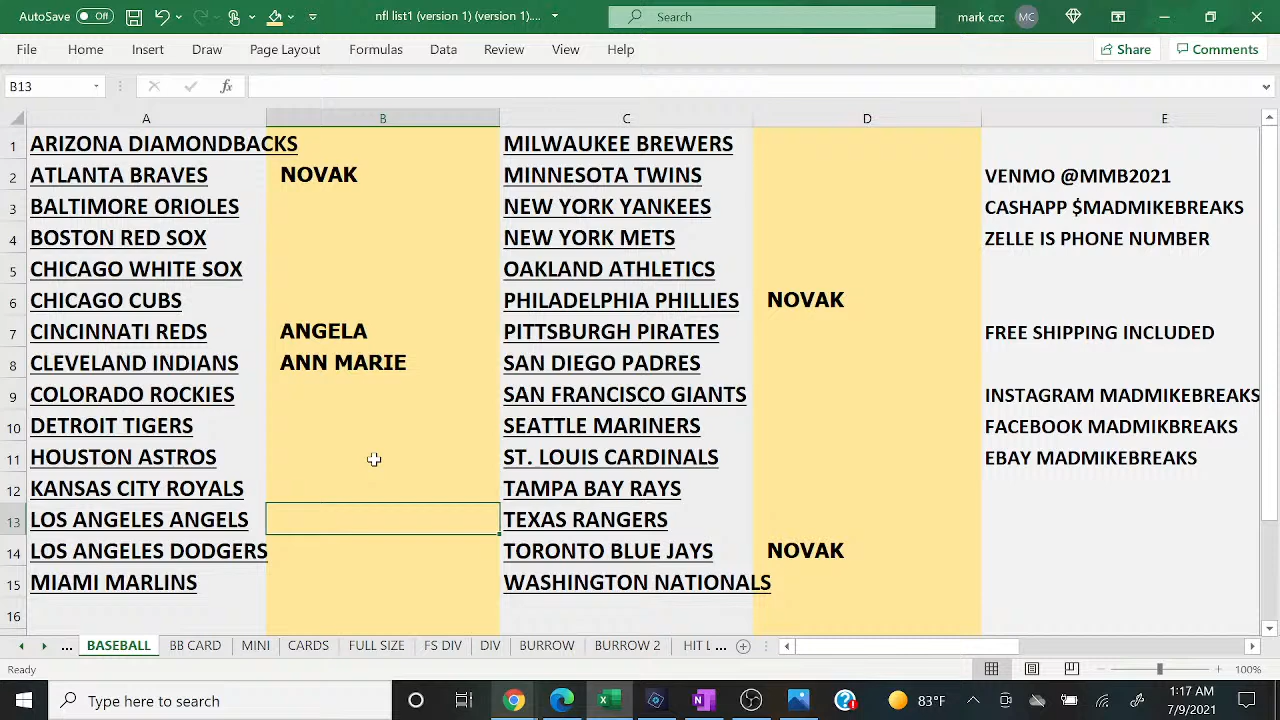 AutoSave Off nfl list1 (version 1) (version 1).... Search mark ccc MC
File Home Insert Draw Page Layout Formulas Data Review View Help Share Comments
B13 fx
A B C D E
1 ARIZONA DIAMONDBACKS MILWAUKEE BREWERS
2 ATLANTA BRAVES NOVAK MINNESOTA TWINS VENMO @MMB2021
3 BALTIMORE ORIOLES NEW YORK YANKEES CASHAPP $MADMIKEBREAKS
4 BOSTON RED SOX NEW YORK METS ZELLE IS PHONE NUMBER
5 CHICAGO WHITE SOX OAKLAND ATHLETICS
6 CHICAGO CUBS PHILADELPHIA PHILLIES NOVAK
7 CINCINNATI REDS ANGELA PITTSBURGH PIRATES FREE SHIPPING INCLUDED
8 CLEVELAND INDIANS ANN MARIE SAN DIEGO PADRES
9 COLORADO ROCKIES SAN FRANCISCO GIANTS INSTAGRAM MADMIKEBREAKS
10 DETROIT TIGERS SEATTLE MARINERS FACEBOOK MADMIKBREAKS
11 HOUSTON ASTROS ST. LOUIS CARDINALS EBAY MADMIKEBREAKS
12 KANSAS CITY ROYALS TAMPA BAY RAYS
13 LOS ANGELES ANGELS TEXAS RANGERS
14 LOS ANGELES DODGERS TORONTO BLUE JAYS NOVAK
15 MIAMI MARLINS WASHINGTON NATIONALS
16
... BASEBALL BB CARD MINI CARDS FULL SIZE FS DIV DIV BURROW BURROW 2 HIT L ...
Ready 100%
Type here to search 83°F 1:17 AM
7/9/2021